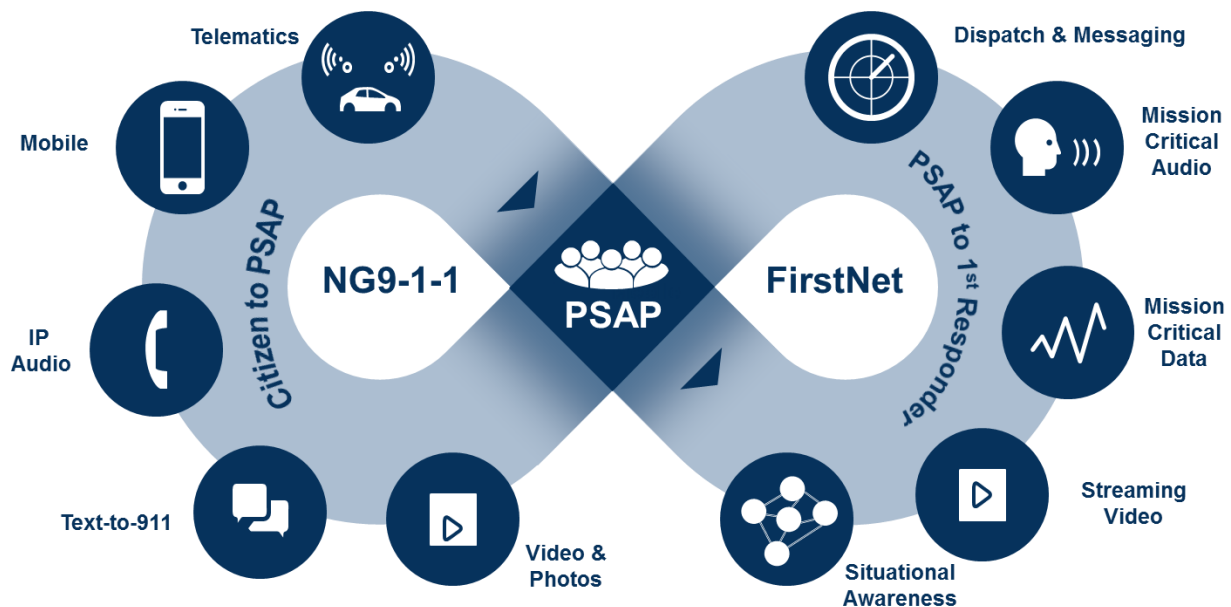 Telematics
Mobile
IP
Audio
Text-to-911
Video &
Photos
Citizen to PSAP
NG9-1-1
PSAP
FirstNet
PSAP to 1st Responder
Dispatch & Messaging
Mission
Critical
Audio
Mission
Critical
Data
Streaming
Video
Situational
Awareness